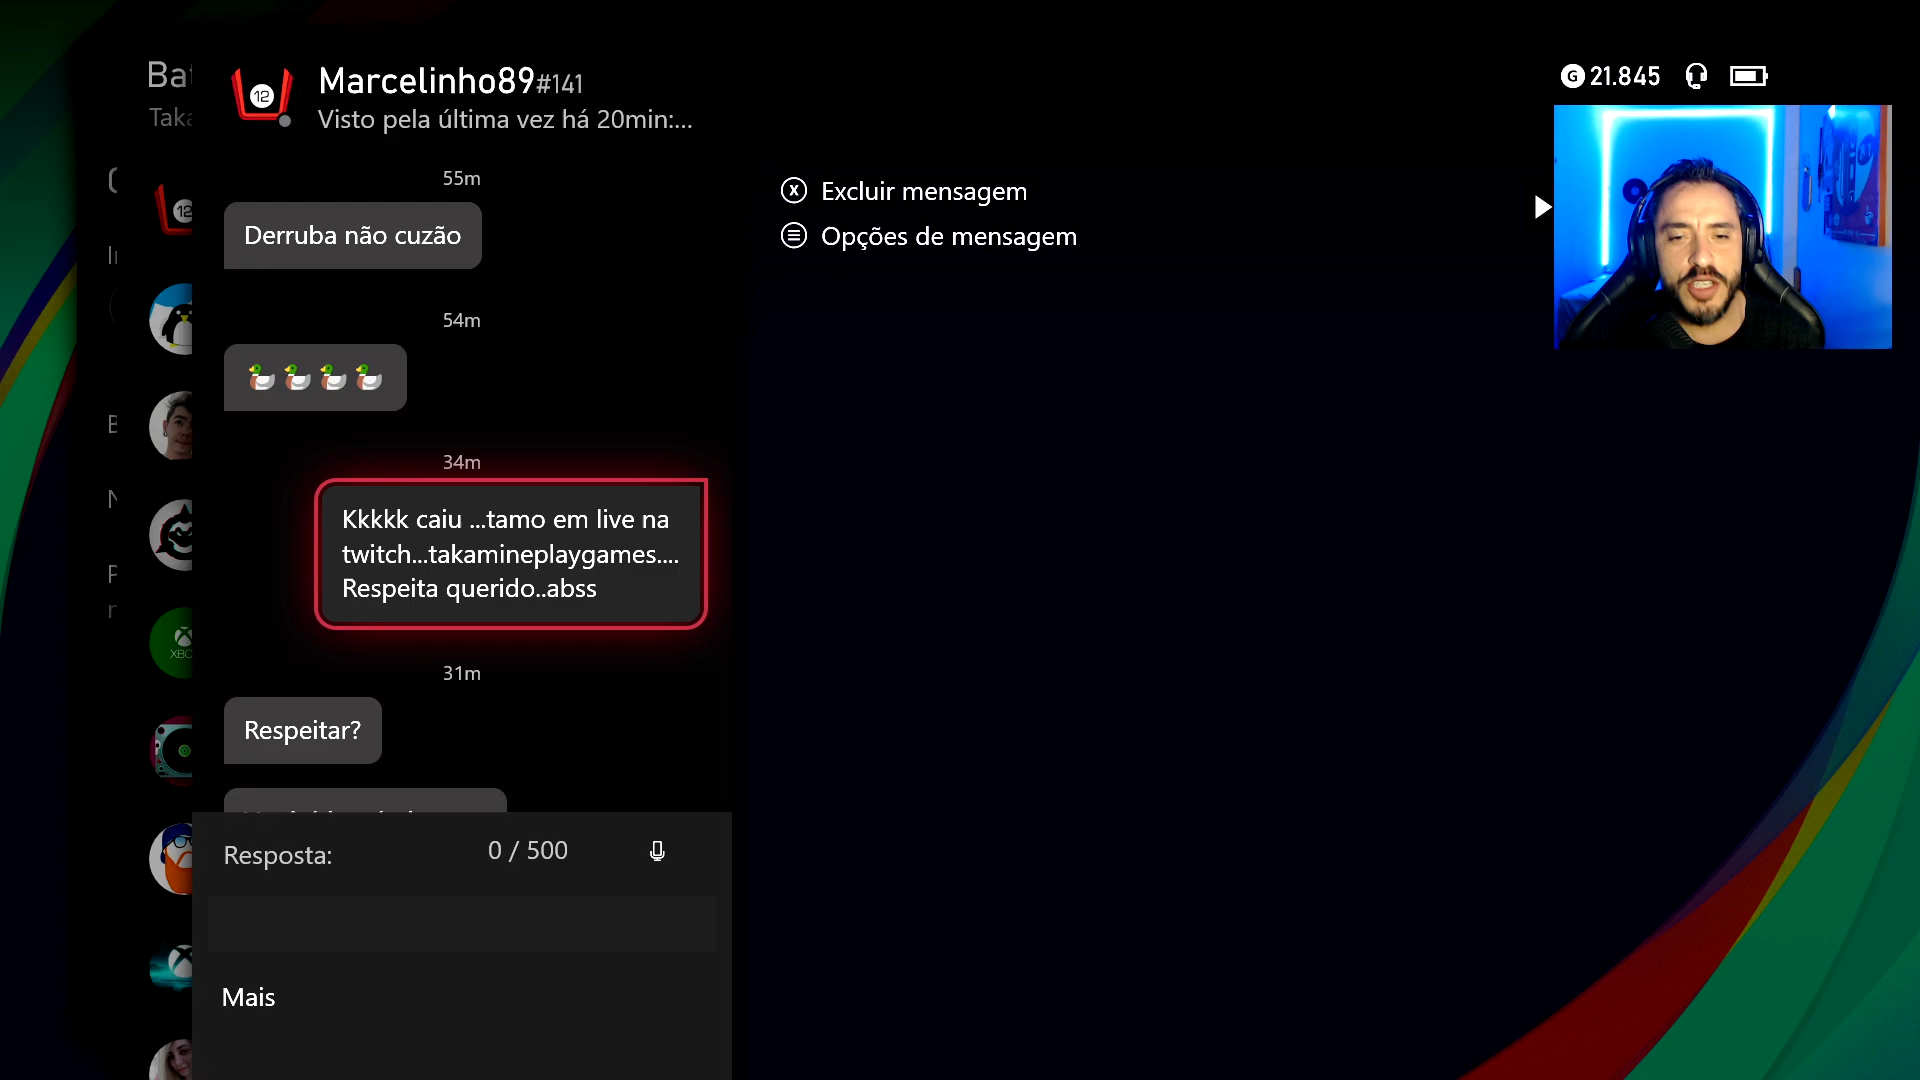 Marcelinho89#141
Visto pela última vez há 20min:...
12
55m
Derruba não cuzão
54m
34m
Kkkkk caiu ...tamo em live na
twitch...takamineplaygames....
Respeita querido..abss
31m
Respeitar?
Resposta:
0 / 500
Mais
X Excluir mensagem
Opções de mensagem
G 21.845